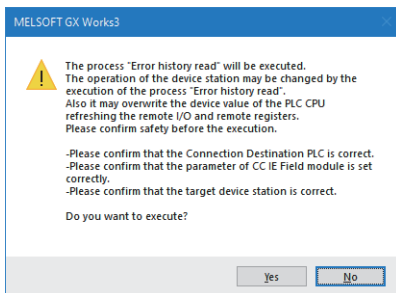 MELSOFT GX Works3
The process "Error history read" will be executed.
The operation of the device station may be changed by the
execution of the process "Error history read".
Also it may overwrite the device value of the PLC CPU
refreshing the remote I/O and remote registers.
Please confirm safety before the execution.
-Please confirm that the Connection Destination PLC is correct.
-Please confirm that the parameter of CC IE Field module is set
correctly.
-Please confirm that the target device station is correct.
Do you want to execute?
Yes
No